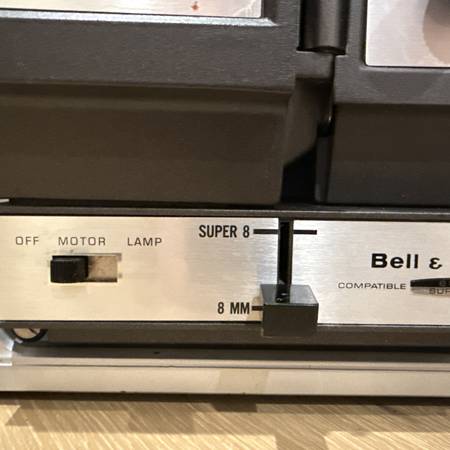 OFF MOTOR LAMP
SUPER 8
8 MM
Bell &
COMPATIBLE